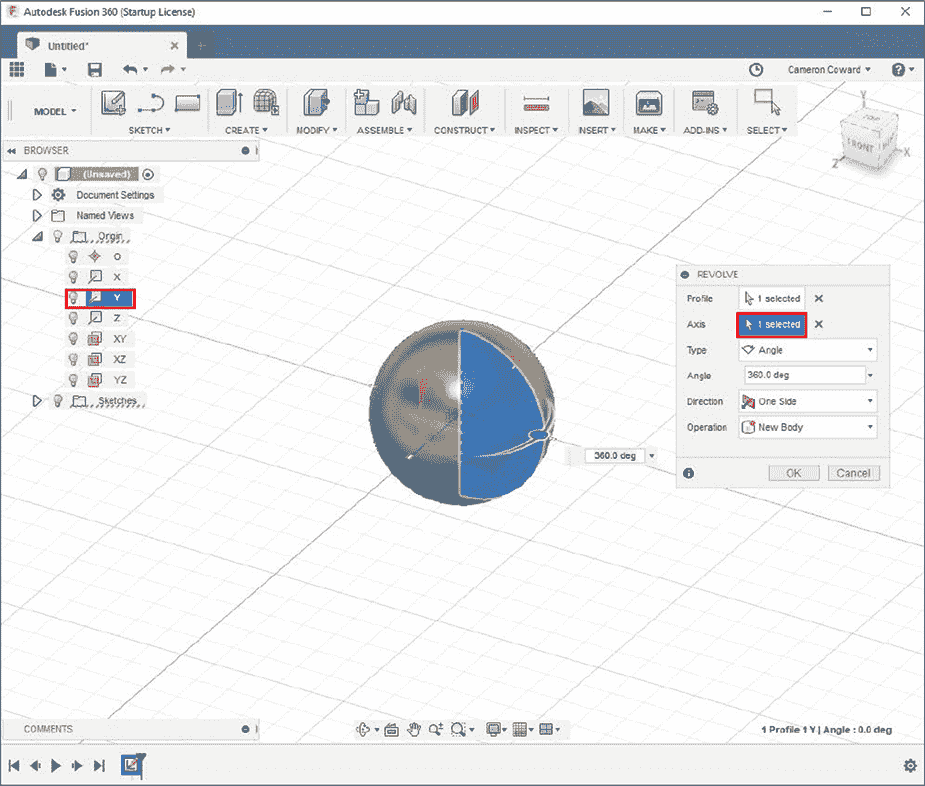 Autodesk Fusion 360 (Startup License)
Untitled*
Cameron Coward
MODEL
SKETCH
CREATE
MODIFY
ASSEMBLE
CONSTRUCT
INSPECT
INSERT
MAKE
ADD-INS
SELECT
BROWSER
(Unsaved)
Document Settings
Named Views
Origin
O
X
Y
Z
XY
XZ
YZ
Sketches
Y
FRONT
X
Z
REVOLVE
Profile 1 selected
Axis 1 selected
Type Angle
Angle 360.0 deg
Direction One Side
Operation New Body
OK Cancel
360.0 deg
COMMENTS
1 Profile 1 Y | Angle : 0.0 deg